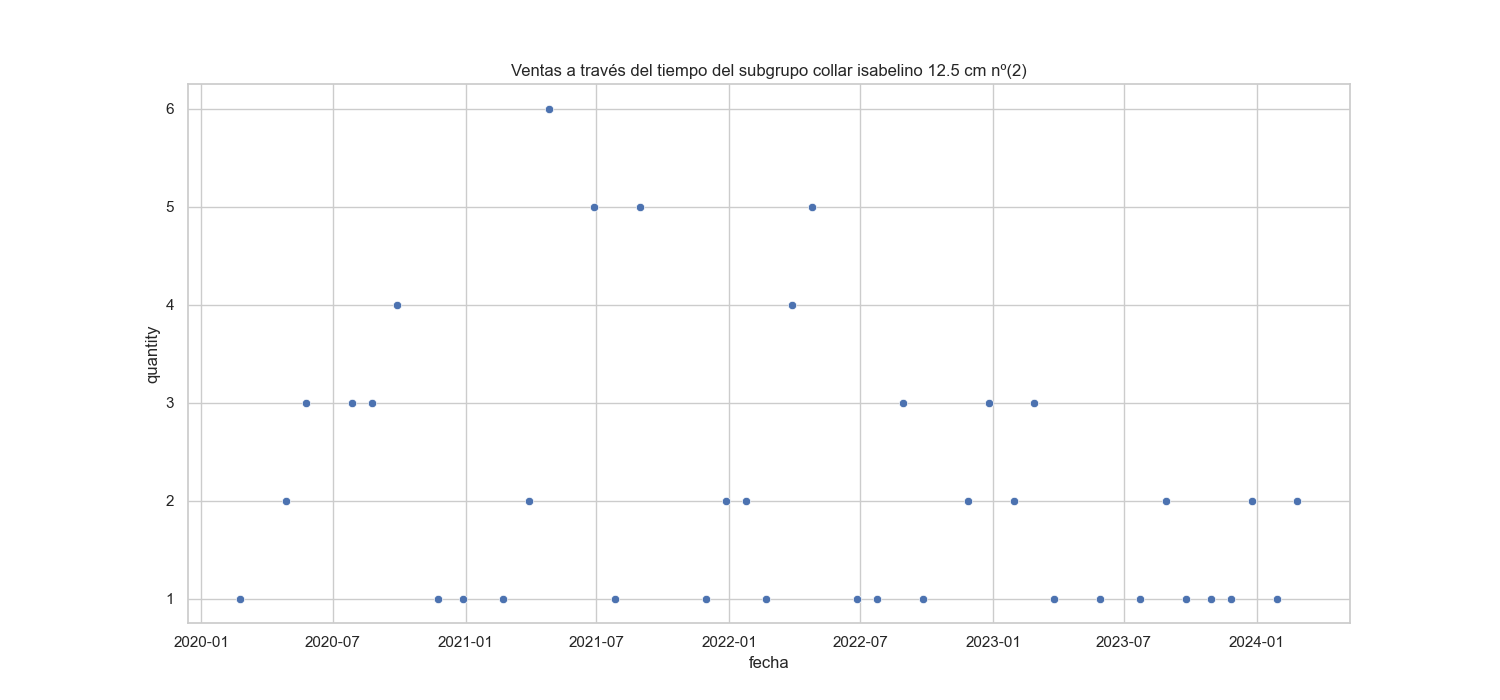 Ventas a través del tiempo del subgrupo collar isabelino 12.5 cm nº(2)
6
5
4
3
2
1
quantity
2020-01 2020-07 2021-01 2021-07 2022-01 2022-07 2023-01 2023-07 2024-01
fecha